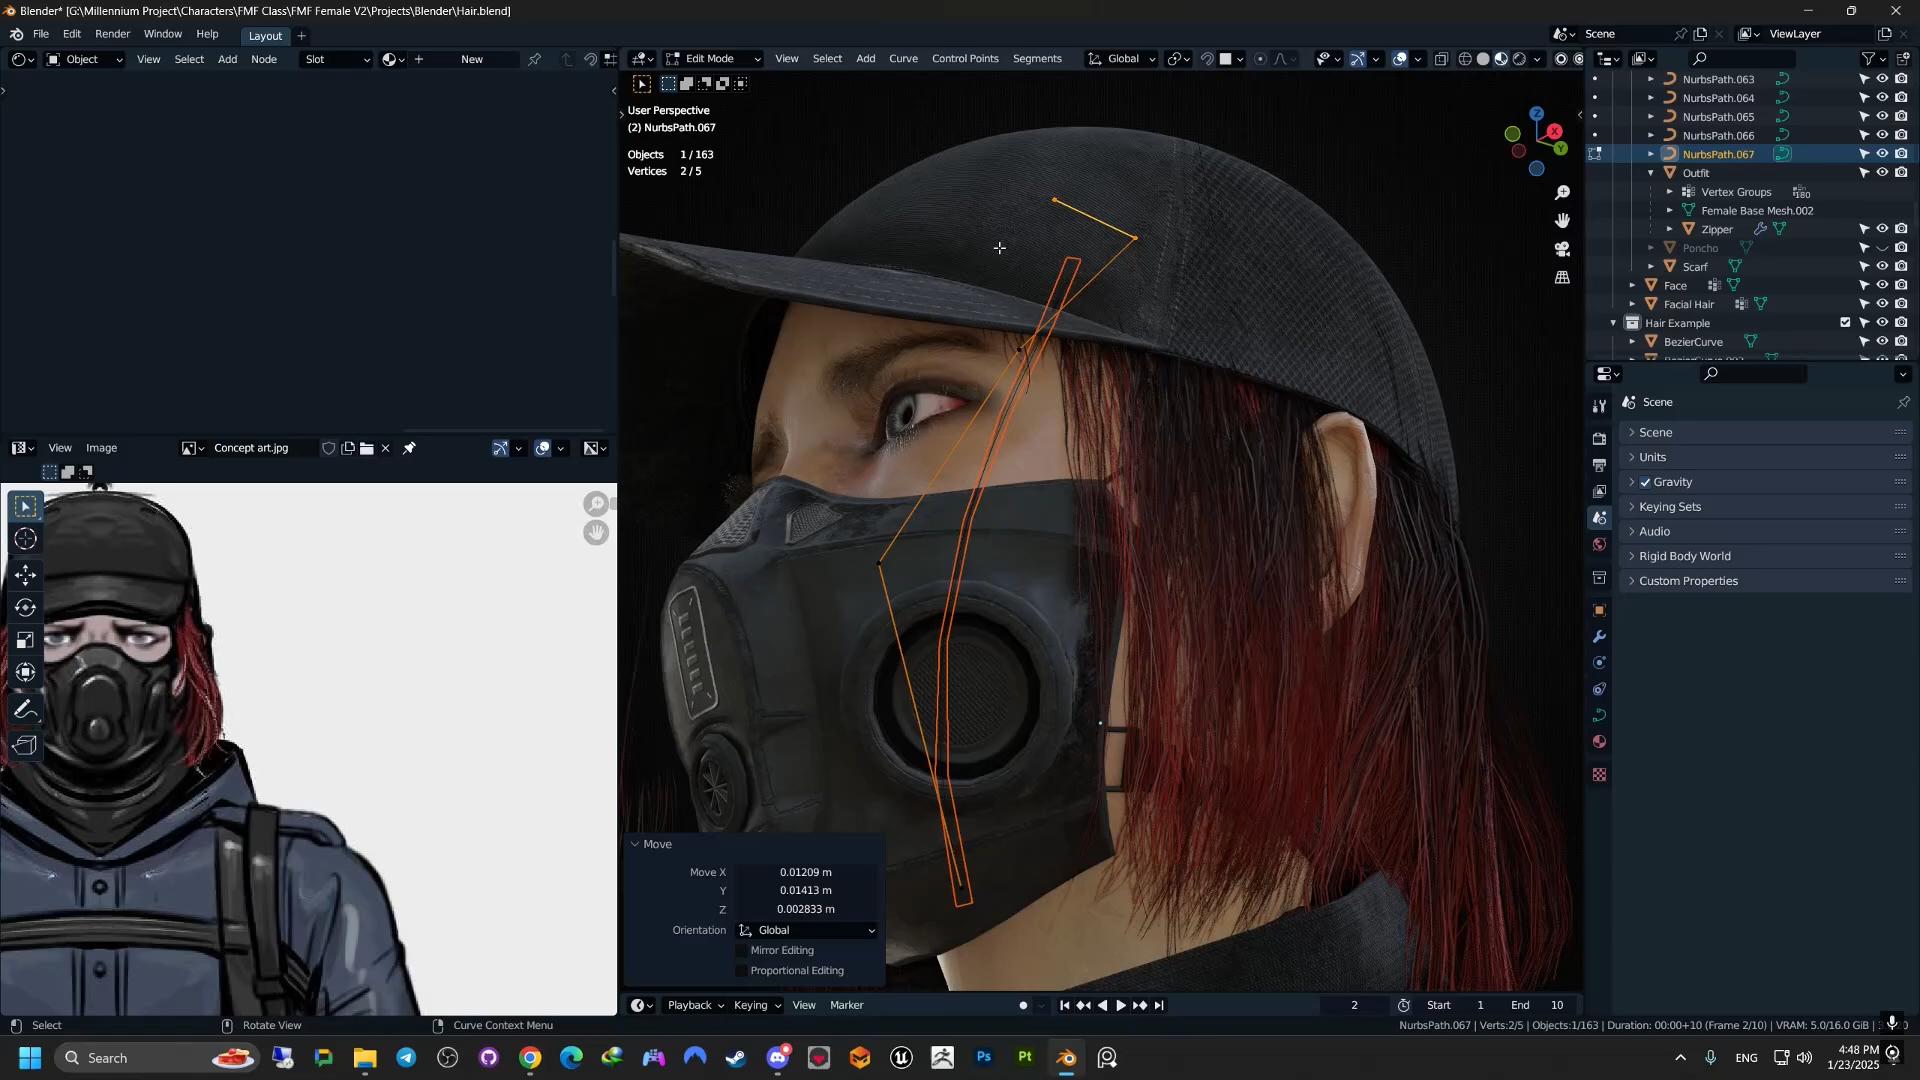 Blender* [G:\Millennium Project\Characters\FMF Class\FMF Female V2\Projects\Blender\Hair.blend]
File Edit Render Window Help Layout + Scene ViewLayer
Object View Select Add Node Slot New
Edit Mode View Select Add Curve Control Points Segments Global
User Perspective
(2) NurbsPath.067
Objects 1 / 163
Vertices 2 / 5
Z
X
Y
NurbsPath.063
NurbsPath.064
NurbsPath.065
NurbsPath.066
NurbsPath.067
Outfit
Vertex Groups 180
Female Base Mesh.002
Zipper
Poncho
Scarf
Face
Facial Hair
Hair Example
BezierCurve
Scene
Scene
Units
Gravity
Keying Sets
Audio
Rigid Body World
Custom Properties
View Image Concept art.jpg
Move
Move X 0.01209 m
Y 0.01413 m
Z 0.002833 m
Orientation Global
Mirror Editing
Proportional Editing
Playback Keying View Marker 2 Start 1 End 10
Select Rotate View Curve Context Menu
NurbsPath.067 | Verts:2/5 | Objects:1/163 | Duration: 00:00+10 (Frame 2/10) | VRAM: 5.0/16.0 GiB
Search Ps Pt ENG 4:48 PM
1/23/2025